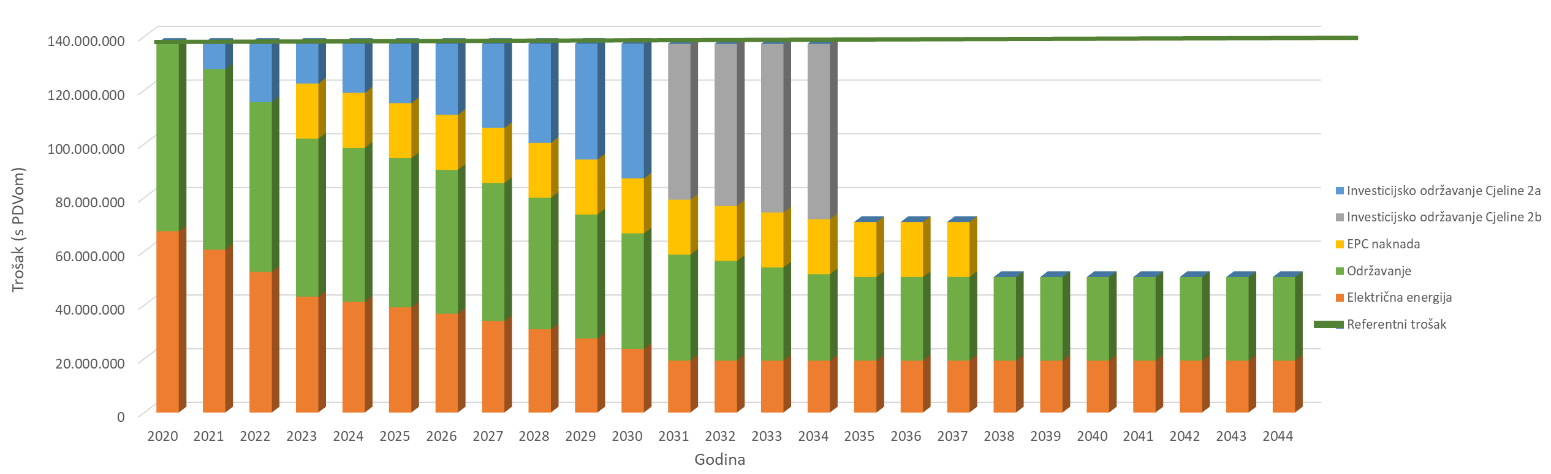 140.000.000
120.000.000
100.000.000
80.000.000
60.000.000
40.000.000
20.000.000
0
Trošak (s PDVom)
2020 2021 2022 2023 2024 2025 2026 2027 2028 2029 2030 2031 2032 2033 2034 2035 2036 2037 2038 2039 2040 2041 2042 2043 2044
Godina
Investicijsko održavanje Cjeline 2a
Investicijsko održavanje Cjeline 2b
EPC naknada
Održavanje
Električna energija
Referentni trošak